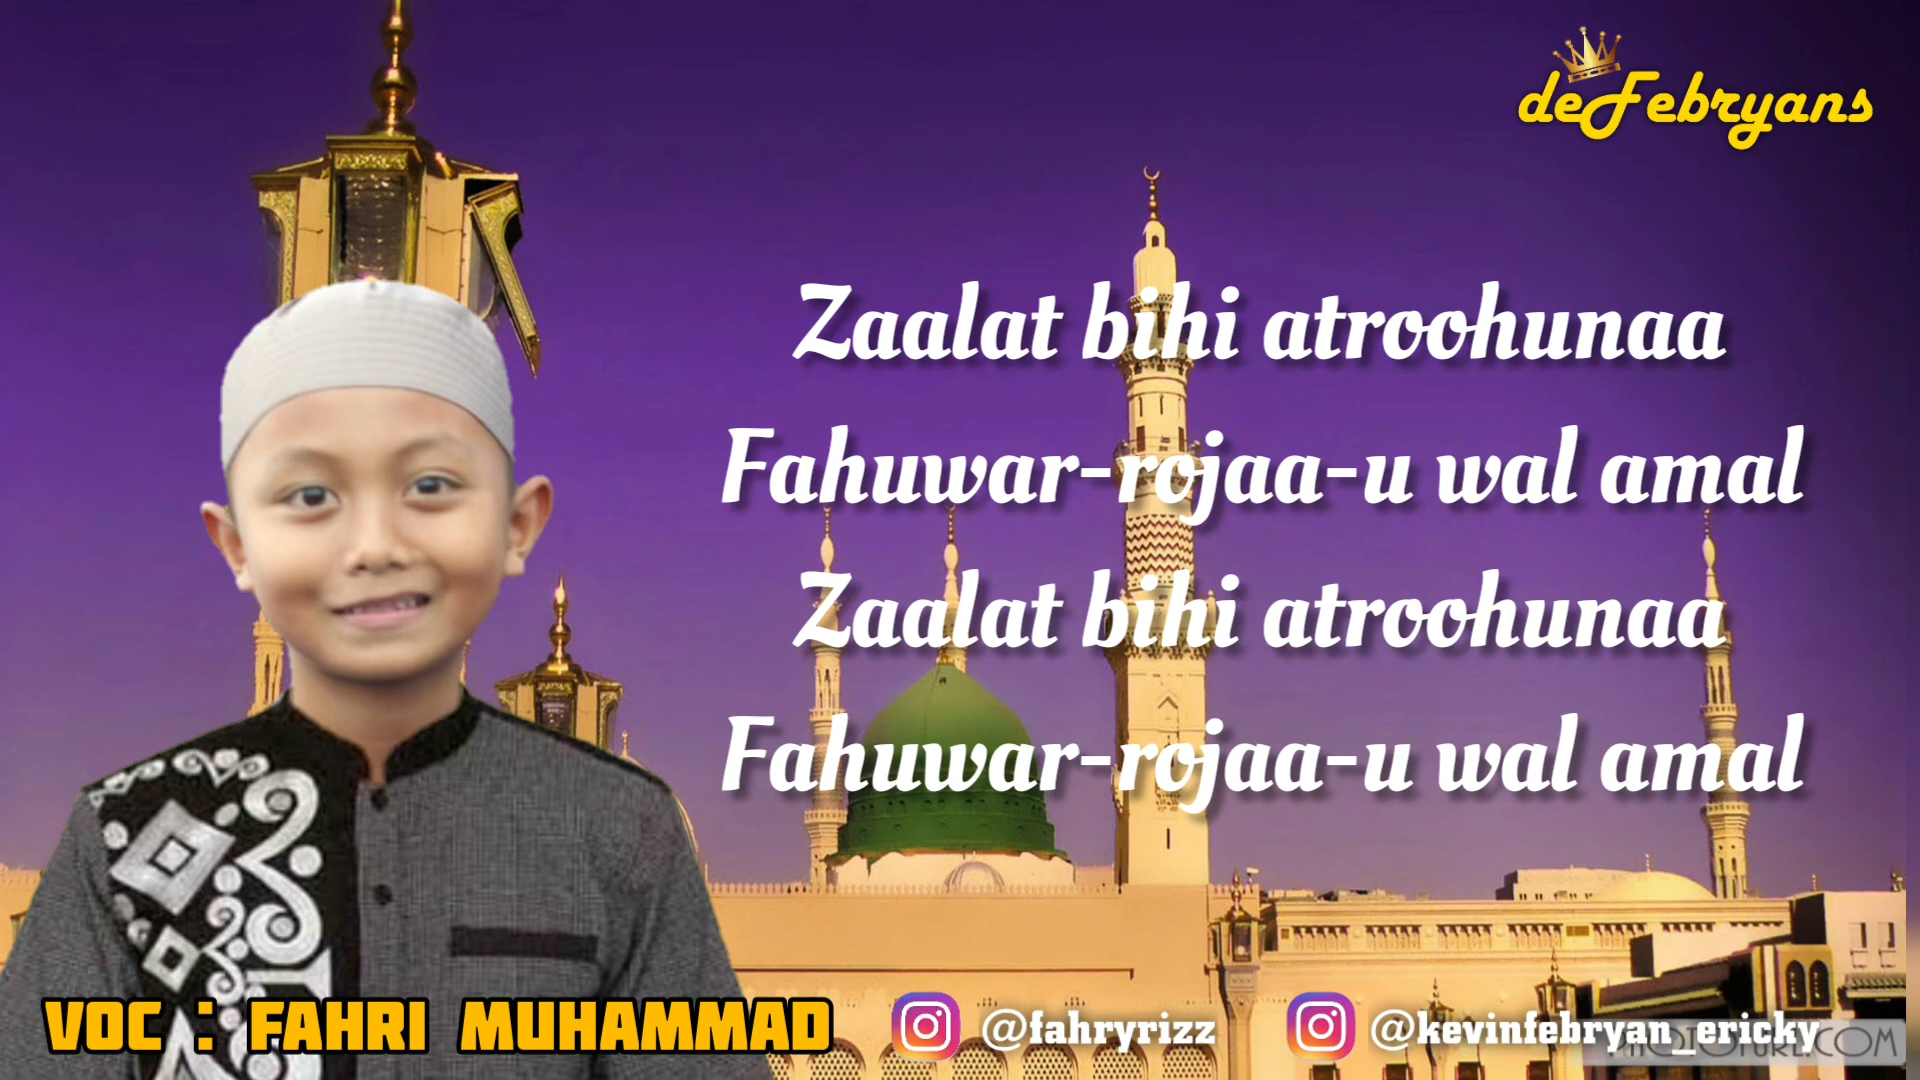 deFebryans
Zaalat bihi atroohunaa
Fahuwar-rojaa-u wal amal
Zaalat bihi atroohunaa
Fahuwar-rojaa-u wal amal
VOC : FAHRI MUHAMMAD
@fahryrizz
@kevinfebryan_ericky